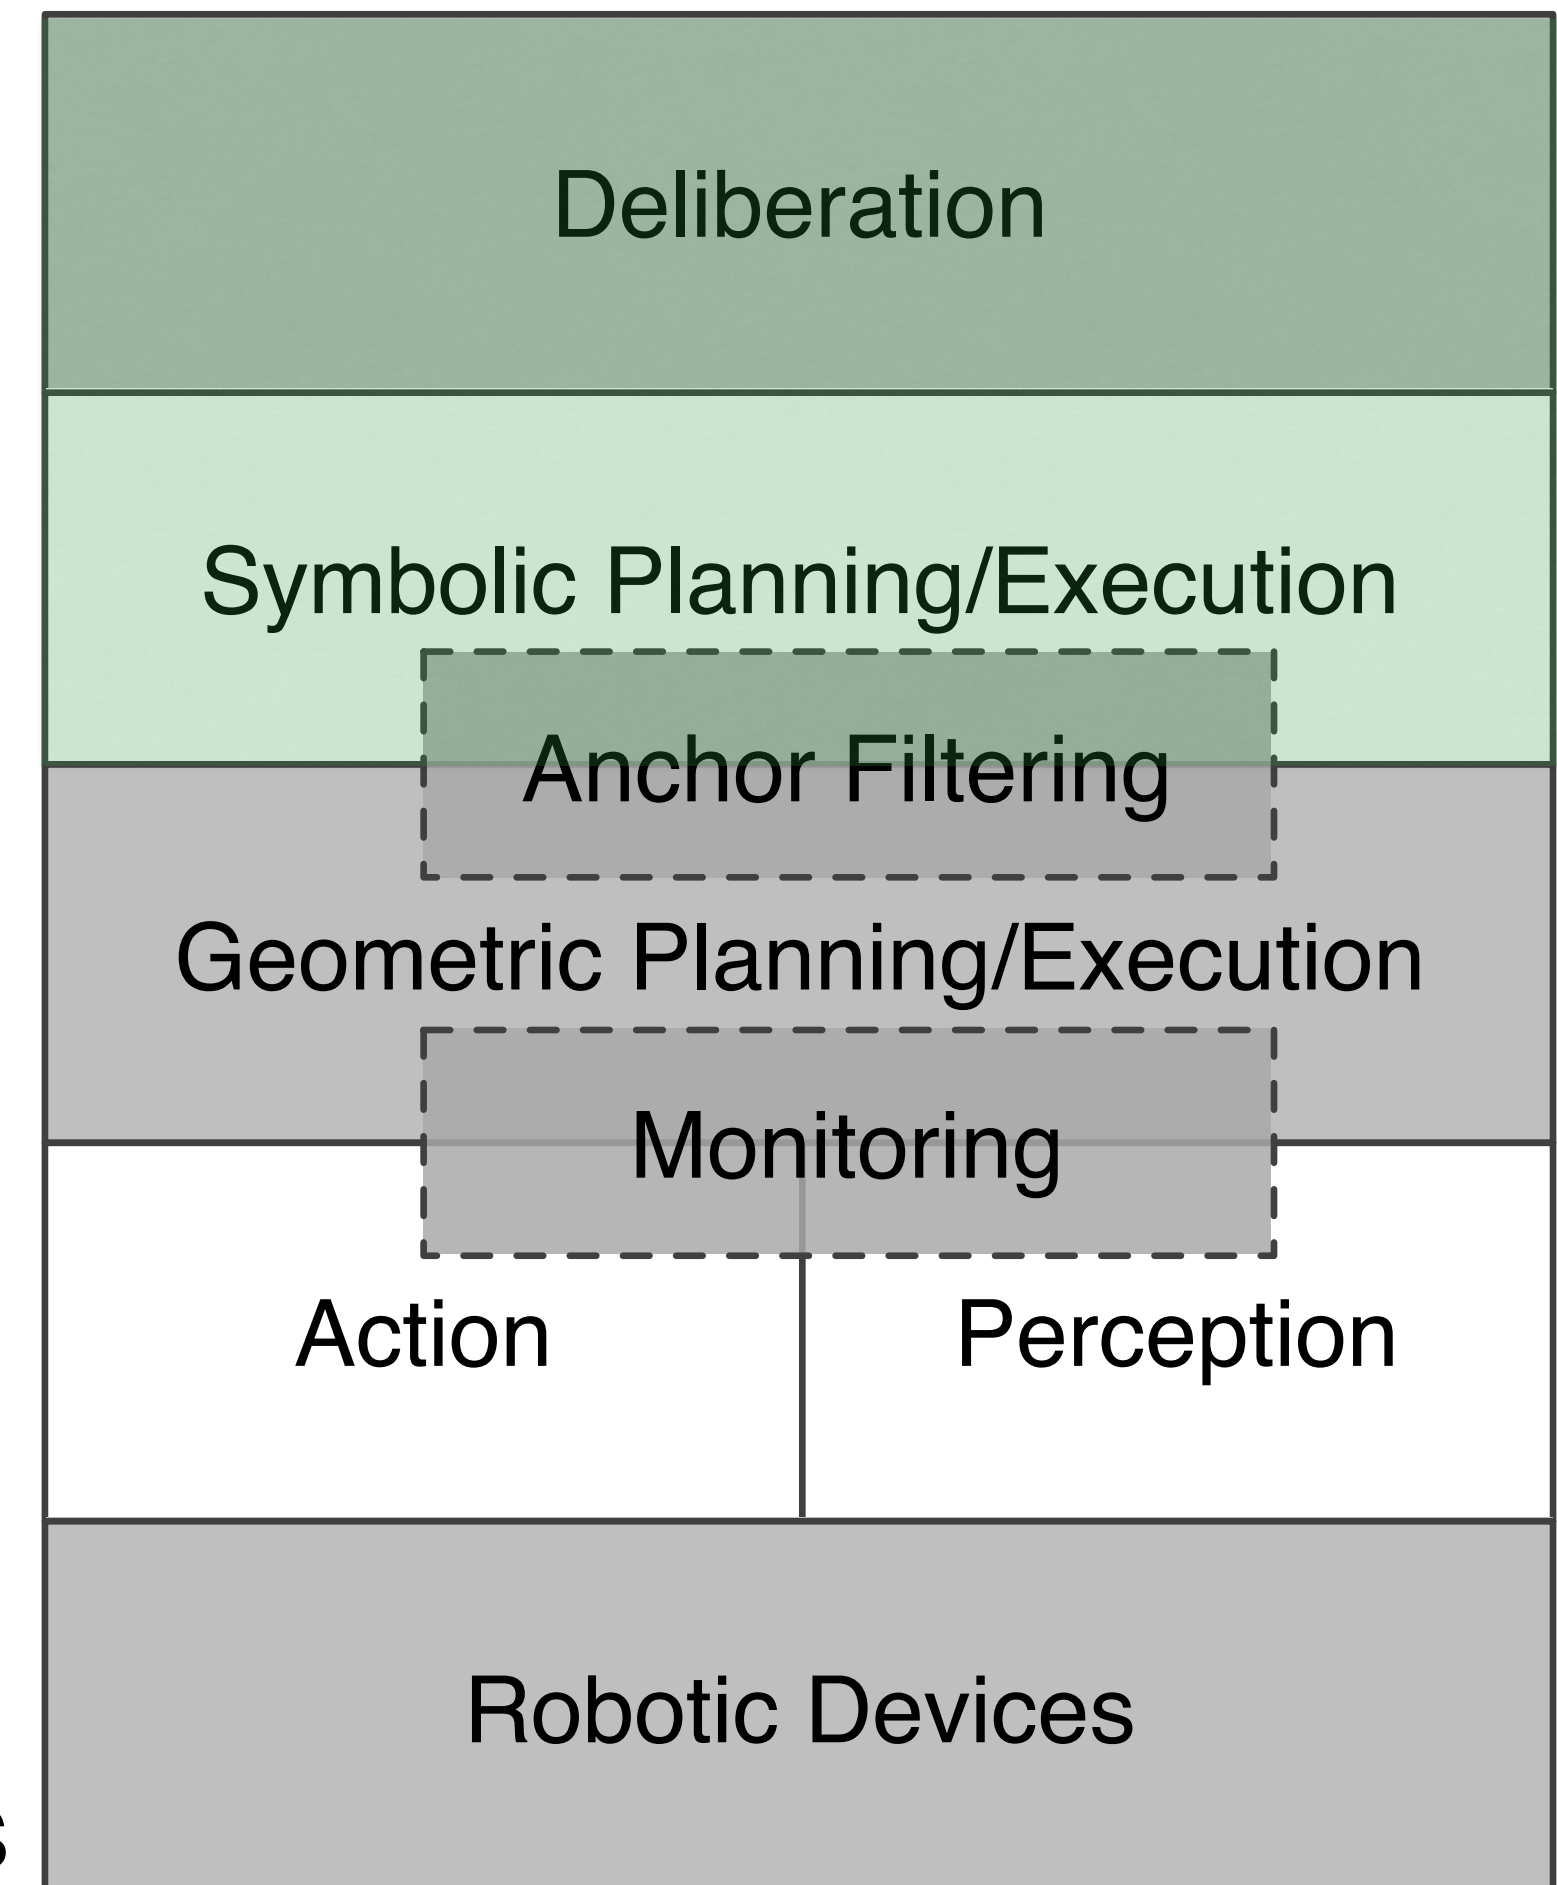 Deliberation
Symbolic Planning/Execution
Anchor Filtering
Geometric Planning/Execution
Monitoring
Action Perception
Robotic Devices
s